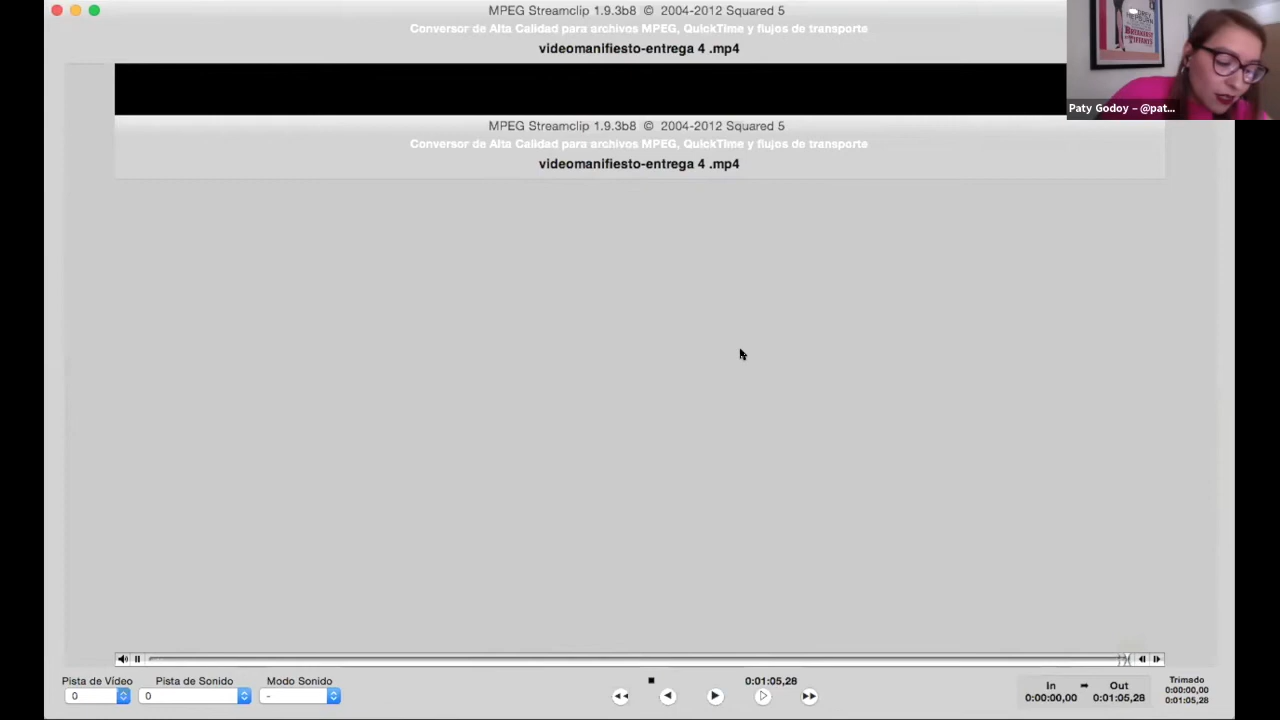 MPEG Streamclip 1.9.3b8 © 2004-2012 Squared 5
Conversor de Alta Calidad para archivos MPEG, QuickTime y flujos de transporte
videomanifiesto-entrega 4 .mp4
Paty Godoy – @pat...
MPEG Streamclip 1.9.3b8 © 2004-2012 Squared 5
Conversor de Alta Calidad para archivos MPEG, QuickTime y flujos de transporte
videomanifiesto-entrega 4 .mp4
Pista de Vídeo
0
Pista de Sonido
0
Modo Sonido
-
0:01:05,28
In
0:00:00,00
Out
0:01:05,28
Trimado
0:00:00,00
0:01:05,28